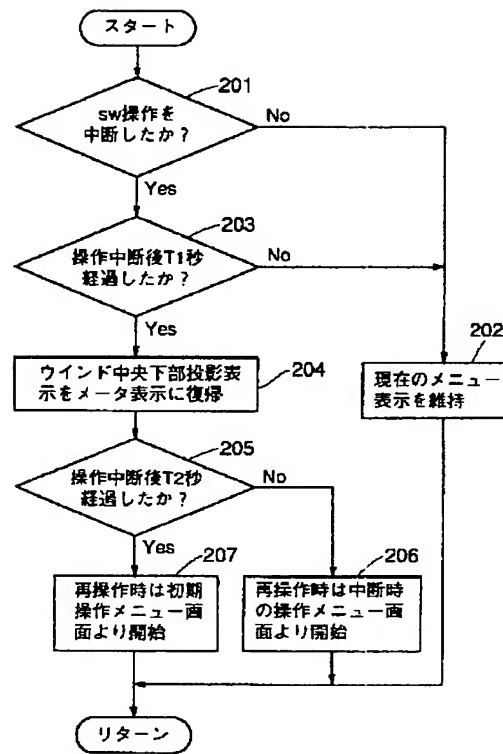 スタート
201
sw操作を
中断したか？
No
Yes
203
操作中断後T1秒
経過したか？
No
Yes
202
現在のメニュー
表示を維持
204
ウインド中央下部投影表
示をメータ表示に復帰
205
操作中断後T2秒
経過したか？
No
Yes
207
再操作時は初期
操作メニュー画
面より開始
206
再操作時は中断時
の操作メニュー画
面より開始
リターン